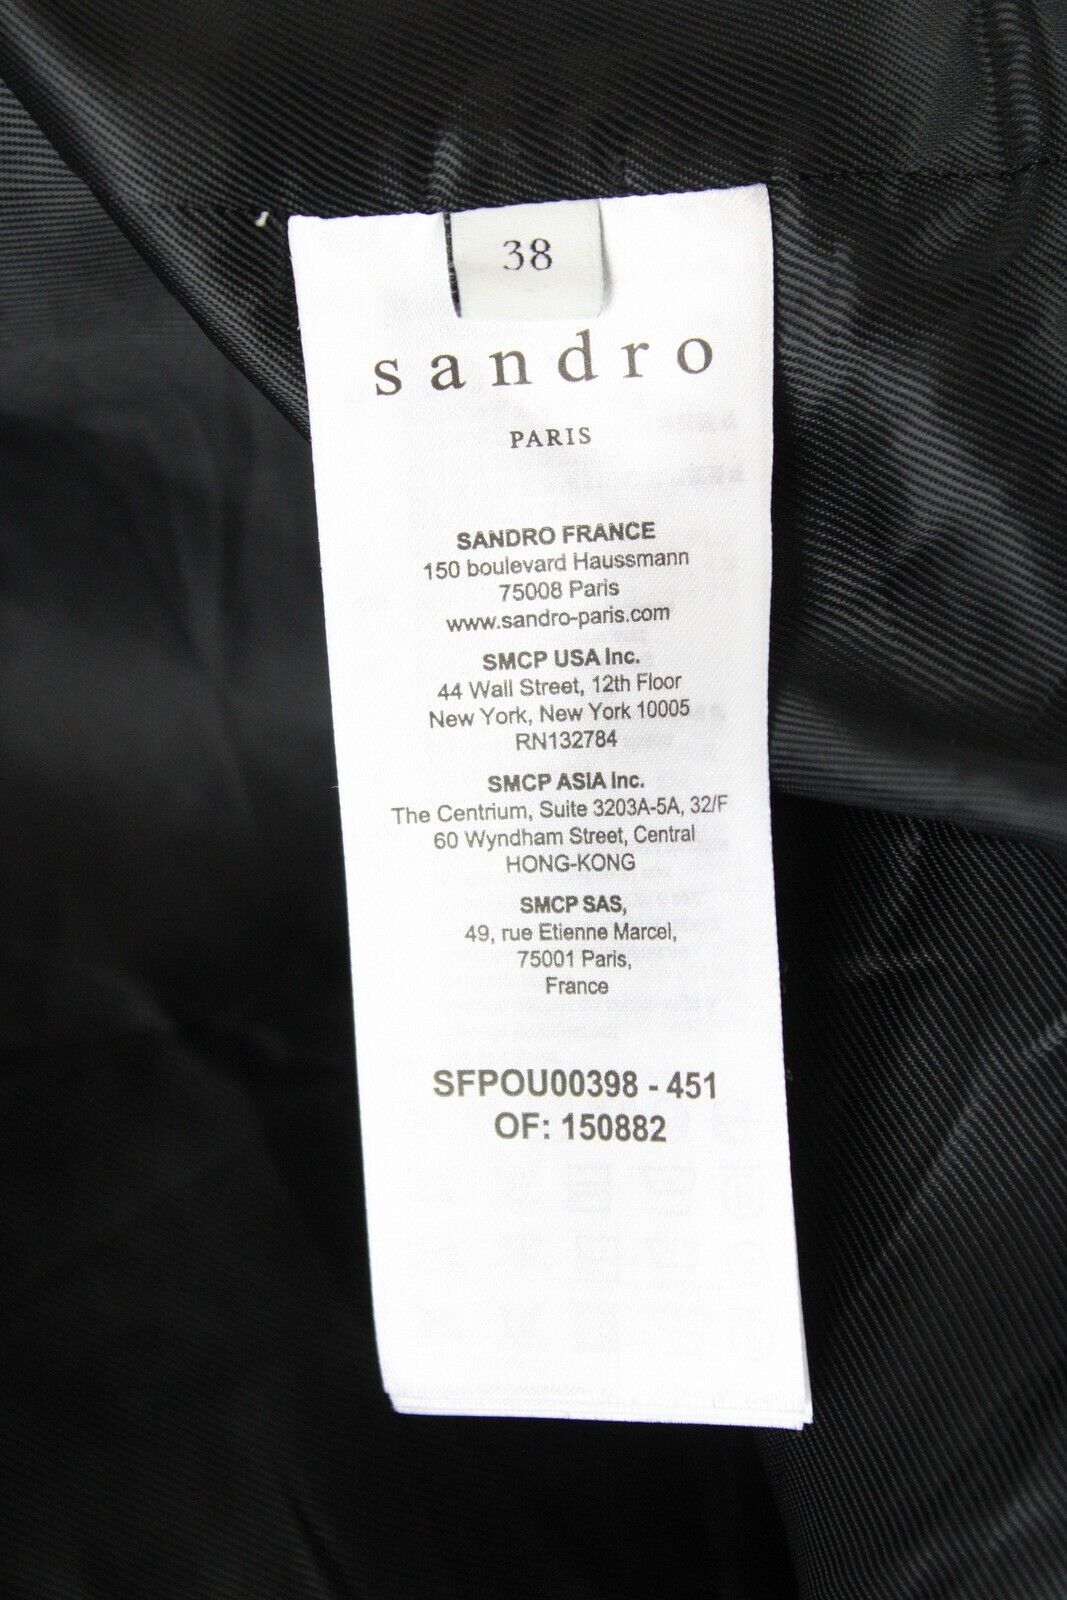 38
sandro
PARIS
SANDRO FRANCE
150 boulevard Haussmann
75008 Paris
www.sandro-paris.com
SMCP USA Inc.
44 Wall Street, 12th Floor
New York, New York 10005
RN132784
SMCP ASIA Inc.
The Centrium, Suite 3203A-5A, 32/F
60 Wyndham Street, Central
HONG-KONG
SMCP SAS,
49, rue Etienne Marcel,
75001 Paris,
France
SFPOU00398 - 451
OF: 150882